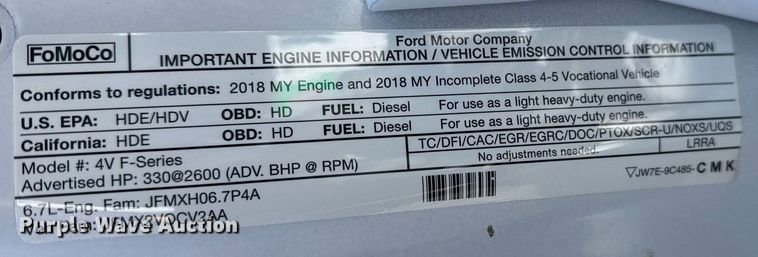 FoMoCo
Ford Motor Company
IMPORTANT ENGINE INFORMATION / VEHICLE EMISSION CONTROL INFORMATION
Conforms to regulations: 2018 MY Engine and 2018 MY Incomplete Class 4-5 Vocational Vehicle
U.S. EPA: HDE/HDV OBD: HD FUEL: Diesel For use as a light heavy-duty engine.
California: HDE OBD: HD FUEL: Diesel For use as a light heavy-duty engine.
Model #: 4V F-Series TC/DFI/CAC/EGR/EGRC/DOC/PTOX/SCR-U/NOXS/UQS
Advertised HP: 330@2600 (ADV. BHP @ RPM) No adjustments needed. LRRA
6.7L-Eng. Fam: JFMXH06.7P4A ▽JW7E-9C485-CMK
Purple Wave Auction